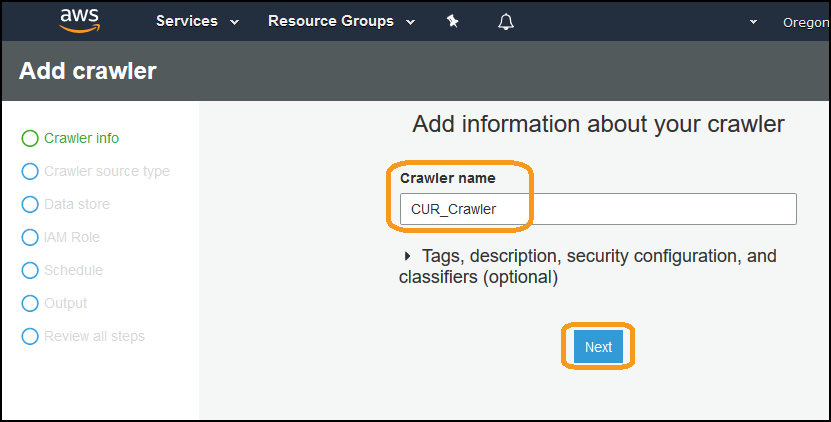 aws
Services
Resource Groups
Oregon
Add crawler
Crawler info
Crawler source type
Data store
IAM Role
Schedule
Output
Review all steps
Add information about your crawler
Crawler name
CUR_Crawler
Tags, description, security configuration, and
classifiers (optional)
Next